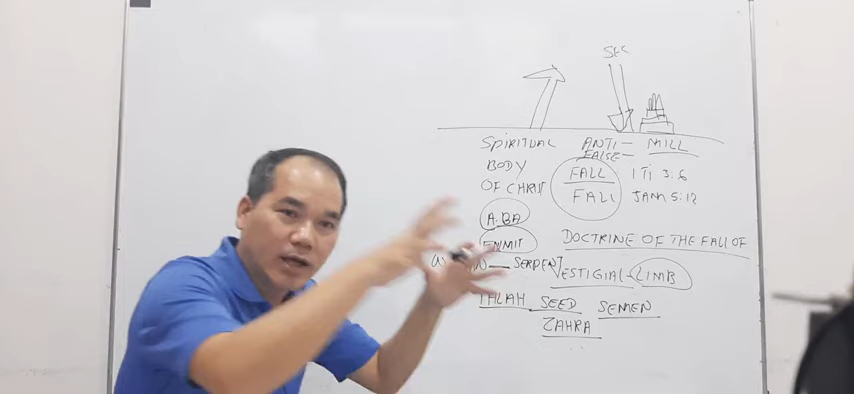 SEC
SPIRITUAL ANTI- MILL
FALSE-
BODY FALL 1 TI 3:6
OF CHRIST FALL JAM 5:12
A.BA
ENMIT DOCTRINE OF THE FALL OF
SERPENT VESTIGIAL-LIMB
SEED SEMEN
ZAHRA